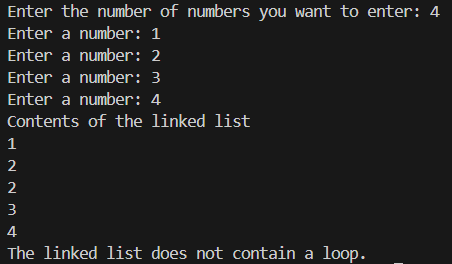 Enter the number of numbers you want to enter: 4
Enter a number: 1
Enter a number: 2
Enter a number: 3
Enter a number: 4
Contents of the linked list
1
2
2
3
4
The linked list does not contain a loop.